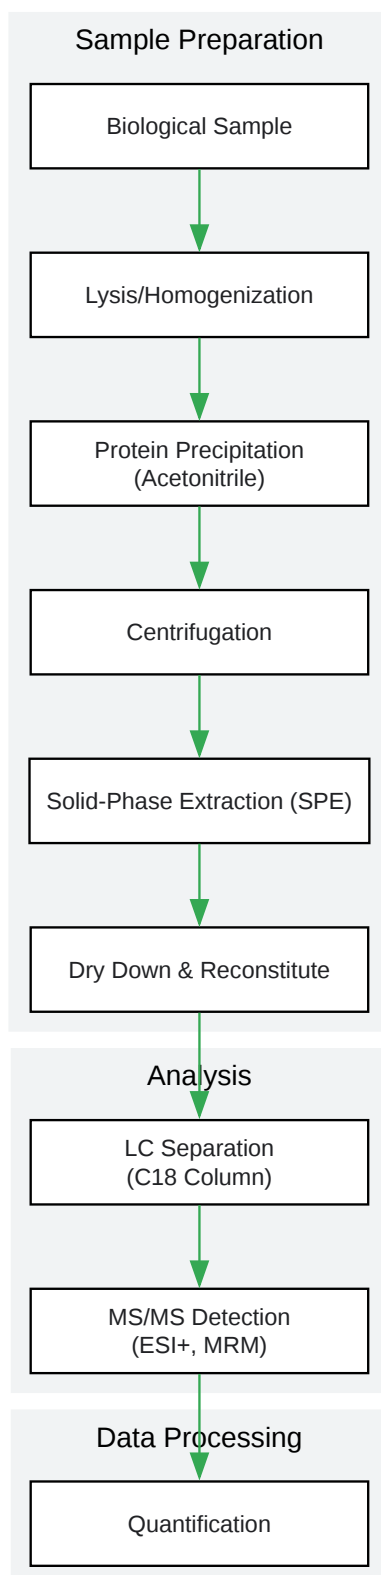 Sample Preparation
Biological Sample
Lysis/Homogenization
Protein Precipitation
(Acetonitrile)
Centrifugation
Solid-Phase Extraction (SPE)
Dry Down & Reconstitute
Analysis
LC Separation
(C18 Column)
MS/MS Detection
(ESI+, MRM)
Data Processing
Quantification